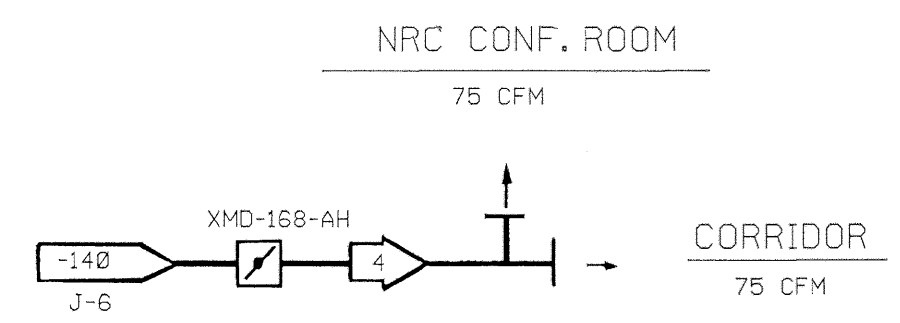 NRC CONF. ROOM
75 CFM
XMD-168-AH
-140
4
J-6
CORRIDOR
75 CFM